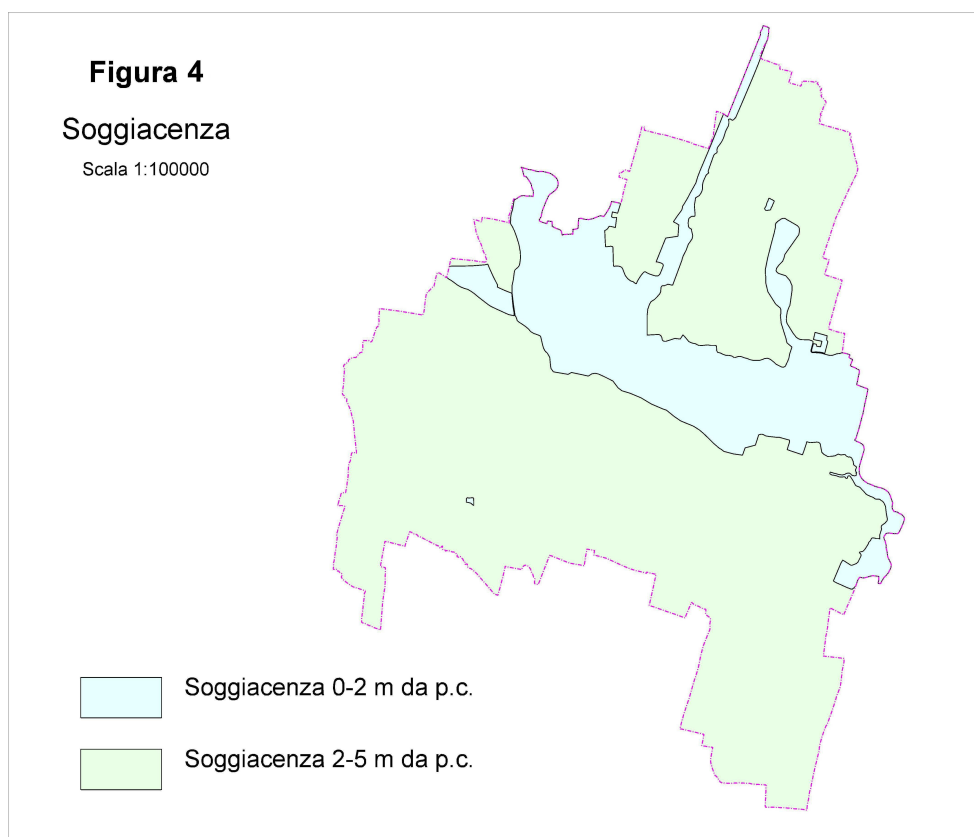 Figura 4
Soggiacenza
Scala 1:100000
Soggiacenza 0-2 m da p.c.
Soggiacenza 2-5 m da p.c.